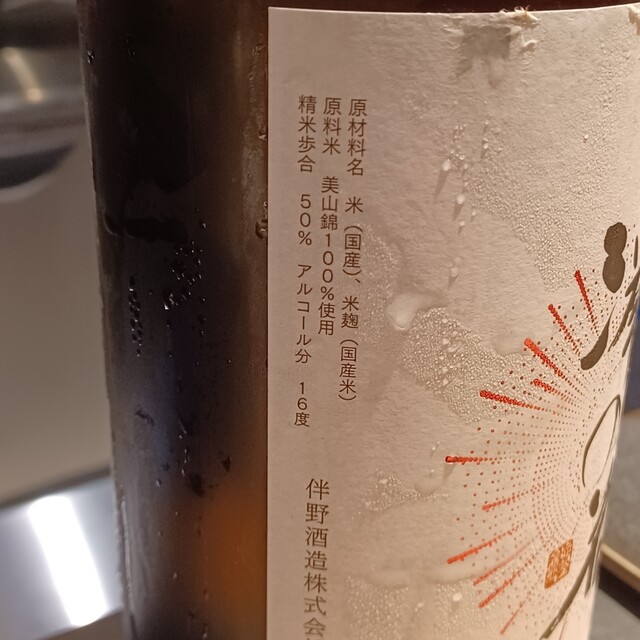 原材料名 米（国産）、米麹（国産米）
原料米 美山錦１００％使用
精米歩合 ５０％ アルコール分 １６度
伴野酒造株式会